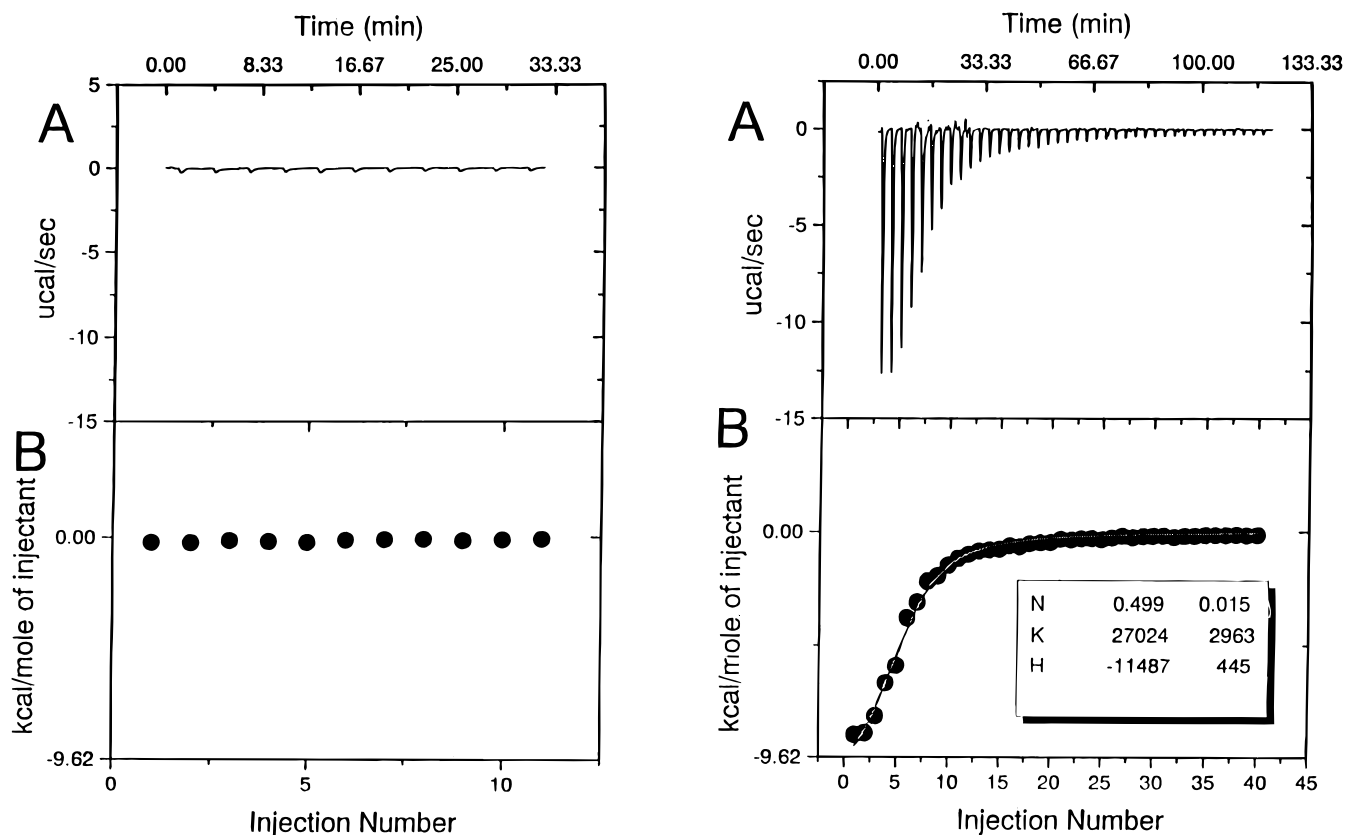 Time (min)
0.00 8.33 16.67 25.00 33.33
A
5
0
-5
-10
-15
ucal/sec
B
0.00
-9.62
kcal/mole of injectant
0 5 10
Injection Number
Time (min)
0.00 33.33 66.67 100.00 133.33
A
0
-5
-10
-15
ucal/sec
B
0.00
-9.62
kcal/mole of injectant
N 0.499 0.015
K 27024 2963
H -11487 445
0 5 10 15 20 25 30 35 40 45
Injection Number